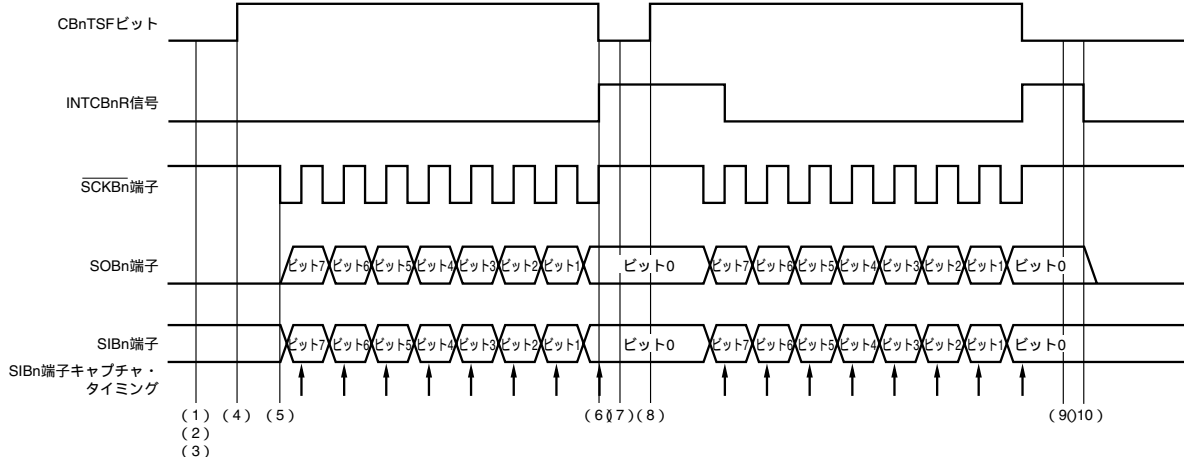 CBnTSFビット
INTCBnR信号
SCKBn端子
SOBn端子
ビット7 ビット6 ビット5 ビット4 ビット3 ビット2 ビット1 ビット0 ビット7 ビット6 ビット5 ビット4 ビット3 ビット2 ビット1 ビット0
SIBn端子
ビット7 ビット6 ビット5 ビット4 ビット3 ビット2 ビット1 ビット0 ビット7 ビット6 ビット5 ビット4 ビット3 ビット2 ビット1 ビット0
SIBn端子キャプチャ・
タイミング
(1) (4) (5) (6)(7) (8) (9)(10)
(2)
(3)